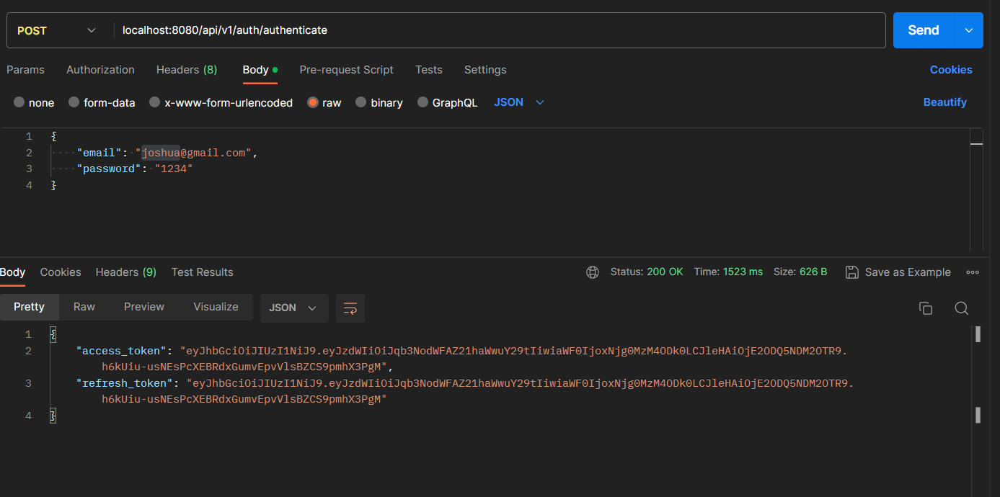 POST localhost:8080/api/v1/auth/authenticate Send
Params Authorization Headers (8) Body Pre-request Script Tests Settings Cookies
none form-data x-www-form-urlencoded raw binary GraphQL JSON Beautify
1 {
2 "email": "joshua@gmail.com",
3 "password": "1234"
4 }
Body Cookies Headers (9) Test Results Status: 200 OK Time: 1523 ms Size: 626 B Save as Example
Pretty Raw Preview Visualize JSON
1 {
2 "access_token": "eyJhbGciOiJIUzI1NiJ9.eyJzdWIiOiJqb3NodWFAZ21haWwuY29tIiwiaWF0IjoxNjg0MzM4ODk0LCJleHAiOjE2ODQ5NDM2OTR9.
h6kUiu-usNEsPcXEBRdxGumvEpvVlsBZCS9pmhX3PgM",
3 "refresh_token": "eyJhbGciOiJIUzI1NiJ9.eyJzdWIiOiJqb3NodWFAZ21haWwuY29tIiwiaWF0IjoxNjg0MzM4ODk0LCJleHAiOjE2ODQ5NDM2OTR9.
h6kUiu-usNEsPcXEBRdxGumvEpvVlsBZCS9pmhX3PgM"
4 }